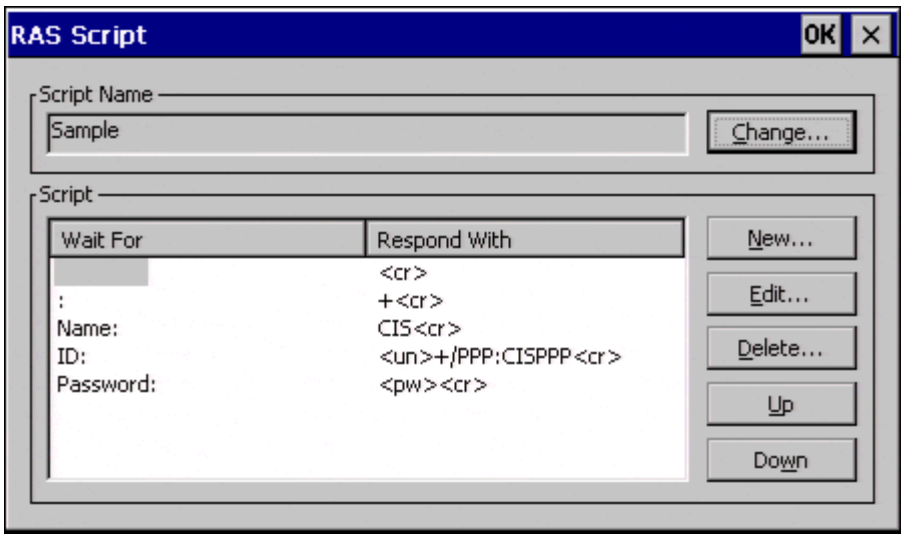 RAS Script OK ×
Script Name
Sample Change...
Script
Wait For Respond With New...
<cr>
: +<cr> Edit...
Name: CIS<cr>
ID: <un>+/PPP:CISPPP<cr> Delete...
Password: <pw><cr>
Up
Down